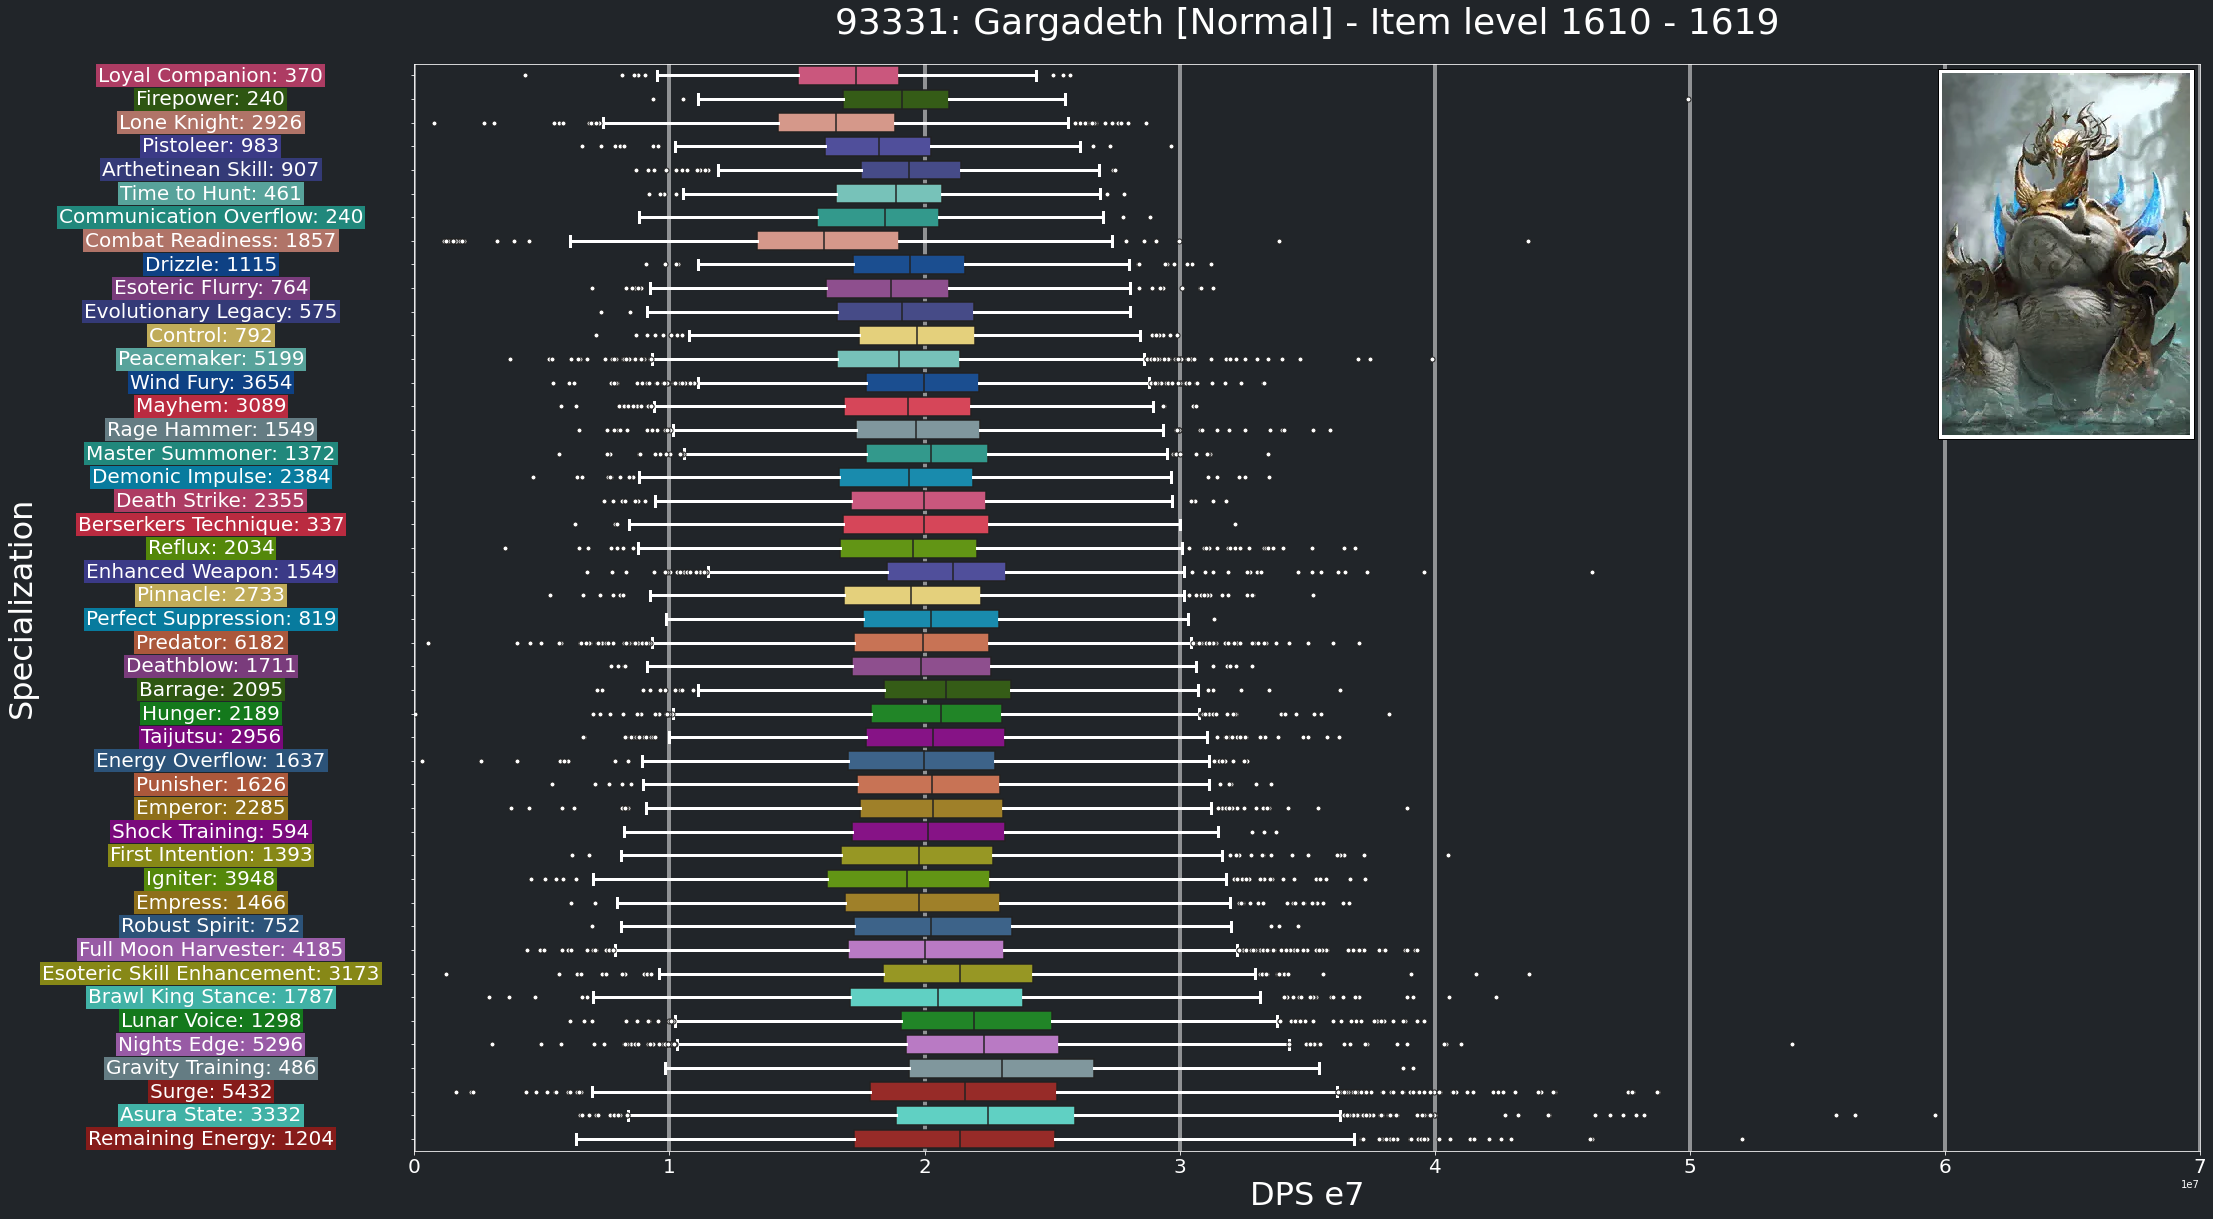 93331: Gargadeth [Normal] - Item level 1610 - 1619
Specialization
Loyal Companion: 370
Firepower: 240
Lone Knight: 2926
Pistoleer: 983
Arthetinean Skill: 907
Time to Hunt: 461
Communication Overflow: 240
Combat Readiness: 1857
Drizzle: 1115
Esoteric Flurry: 764
Evolutionary Legacy: 575
Control: 792
Peacemaker: 5199
Wind Fury: 3654
Mayhem: 3089
Rage Hammer: 1549
Master Summoner: 1372
Demonic Impulse: 2384
Death Strike: 2355
Berserkers Technique: 337
Reflux: 2034
Enhanced Weapon: 1549
Pinnacle: 2733
Perfect Suppression: 819
Predator: 6182
Deathblow: 1711
Barrage: 2095
Hunger: 2189
Taijutsu: 2956
Energy Overflow: 1637
Punisher: 1626
Emperor: 2285
Shock Training: 594
First Intention: 1393
Igniter: 3948
Empress: 1466
Robust Spirit: 752
Full Moon Harvester: 4185
Esoteric Skill Enhancement: 3173
Brawl King Stance: 1787
Lunar Voice: 1298
Nights Edge: 5296
Gravity Training: 486
Surge: 5432
Asura State: 3332
Remaining Energy: 1204
0 1 2 3 4 5 6 7
1e7
DPS e7